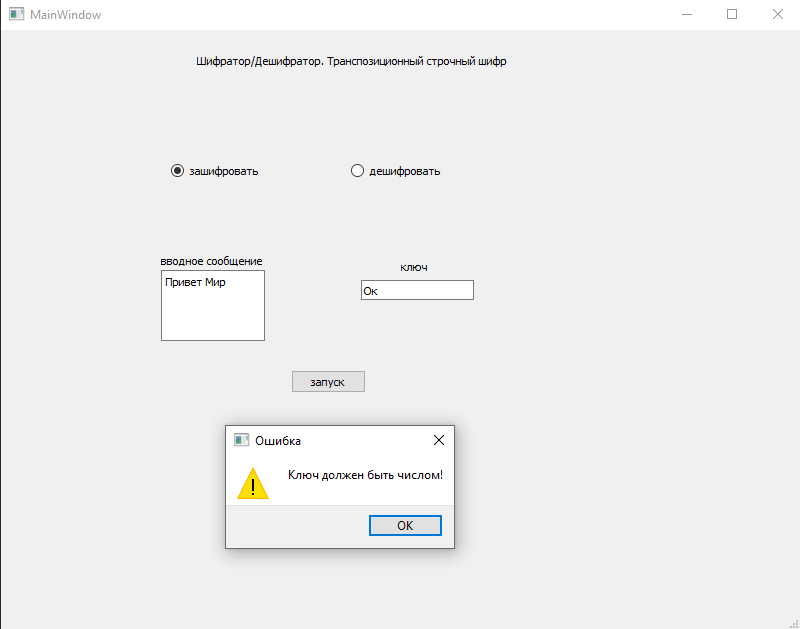 MainWindow
Шифратор/Дешифратор. Транспозиционный строчный шифр
зашифровать
дешифровать
вводное сообщение
ключ
Привет Мир
Ок
запуск
Ошибка
Ключ должен быть числом!
OK